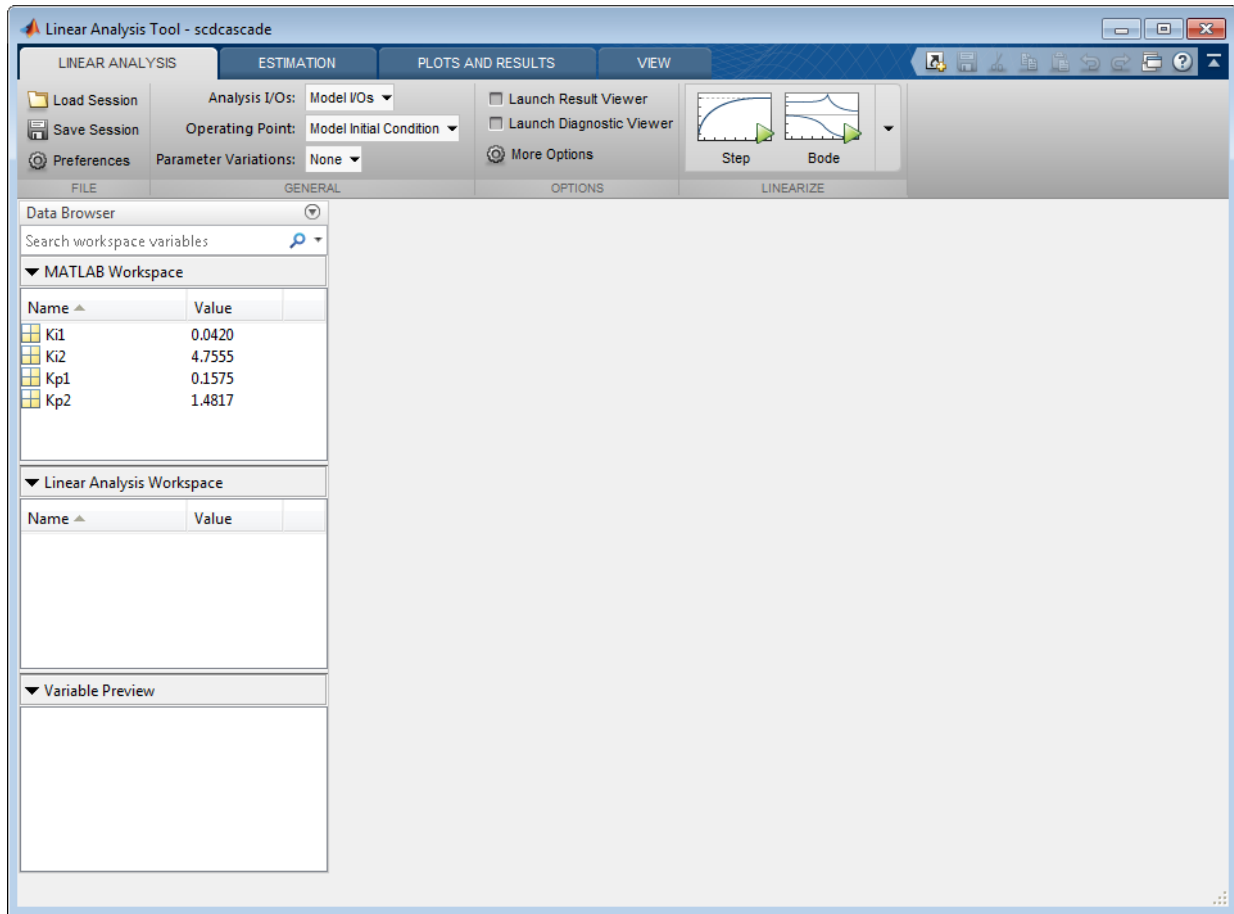 Linear Analysis Tool - scdcascade
LINEAR ANALYSIS ESTIMATION PLOTS AND RESULTS VIEW
Load Session
Save Session
Preferences
FILE
Analysis I/Os: Model I/Os
Operating Point: Model Initial Condition
Parameter Variations: None
GENERAL
Launch Result Viewer
Launch Diagnostic Viewer
More Options
OPTIONS
Step Bode
LINEARIZE
Data Browser
Search workspace variables
MATLAB Workspace
Name Value
Ki1 0.0420
Ki2 4.7555
Kp1 0.1575
Kp2 1.4817
Linear Analysis Workspace
Name Value
Variable Preview